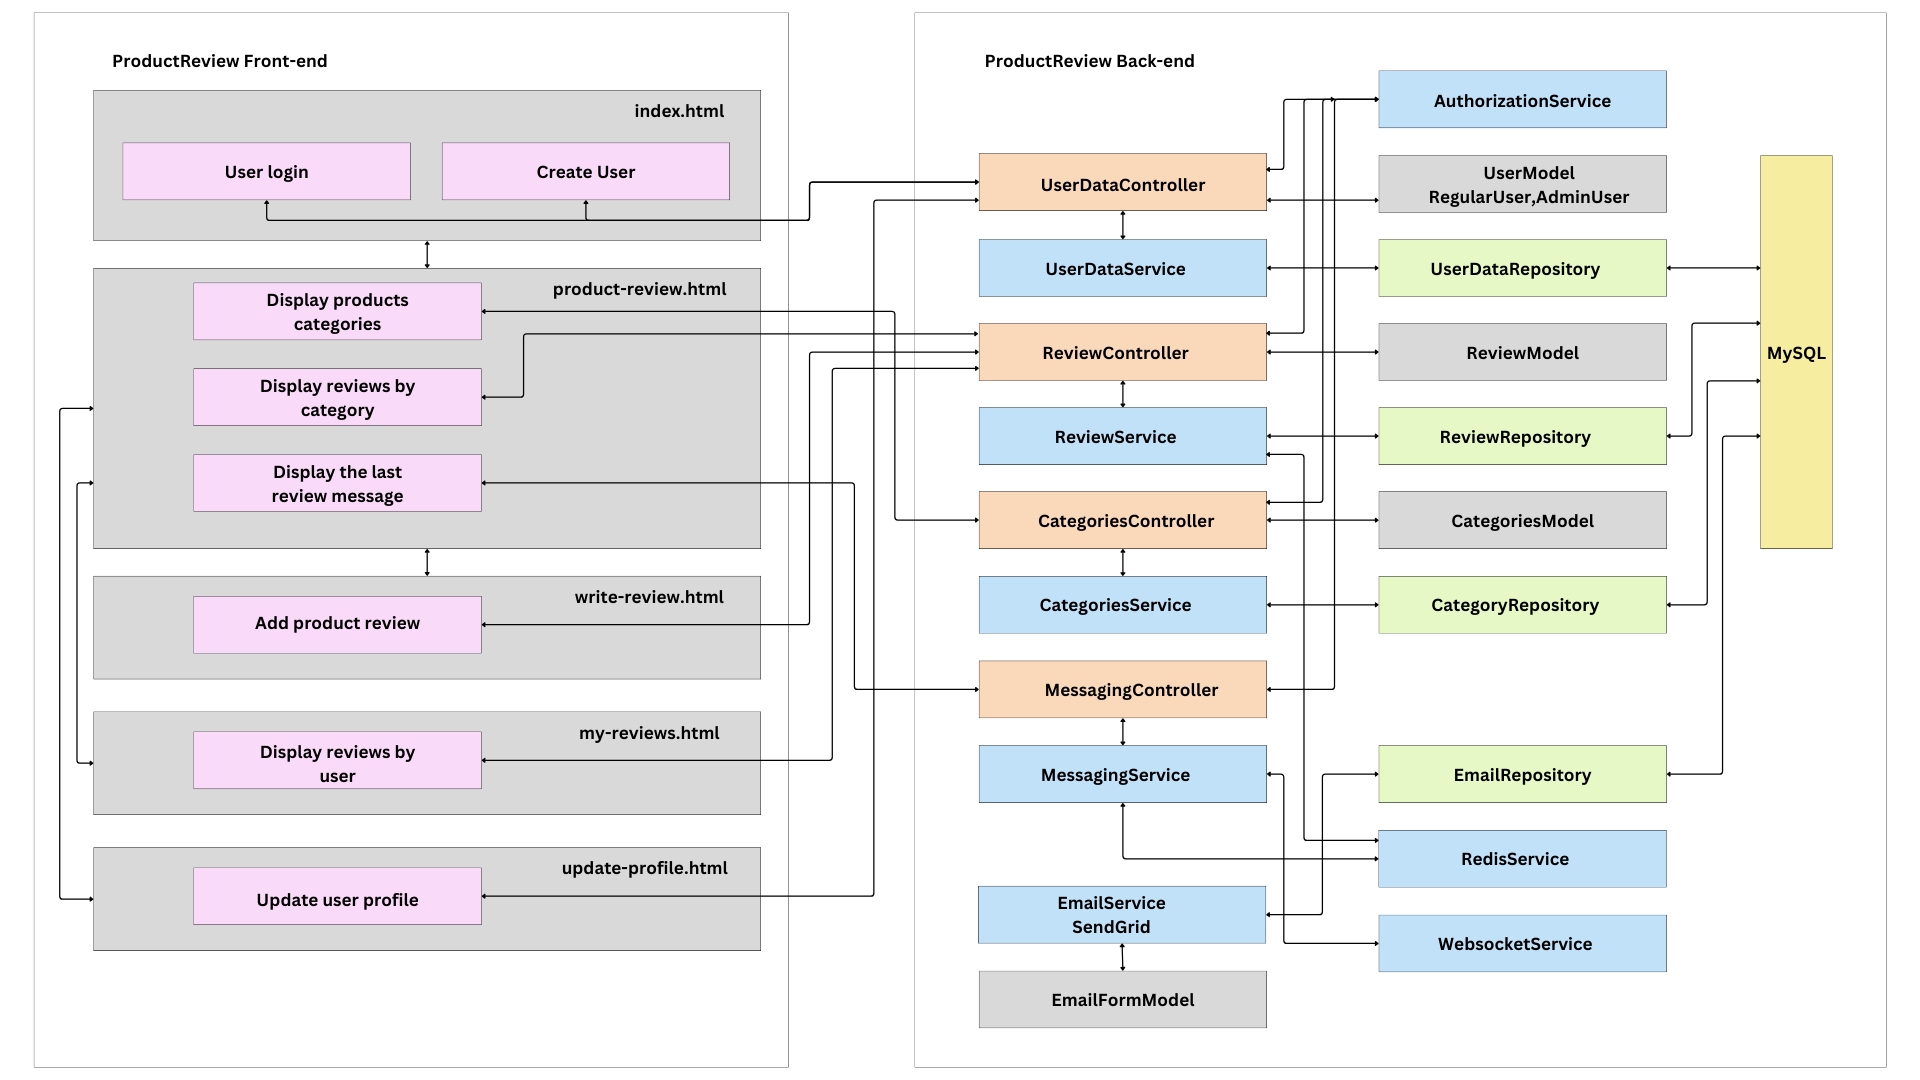 ProductReview Front-end
index.html
User login
Create User
product-review.html
Display products
categories
Display reviews by
category
Display the last
review message
write-review.html
Add product review
my-reviews.html
Display reviews by
user
update-profile.html
Update user profile
ProductReview Back-end
AuthorizationService
UserDataController
UserModel
RegularUser,AdminUser
UserDataService
UserDataRepository
ReviewController
ReviewModel
MySQL
ReviewService
ReviewRepository
CategoriesController
CategoriesModel
CategoriesService
CategoryRepository
MessagingController
MessagingService
EmailRepository
RedisService
EmailService
SendGrid
WebsocketService
EmailFormModel